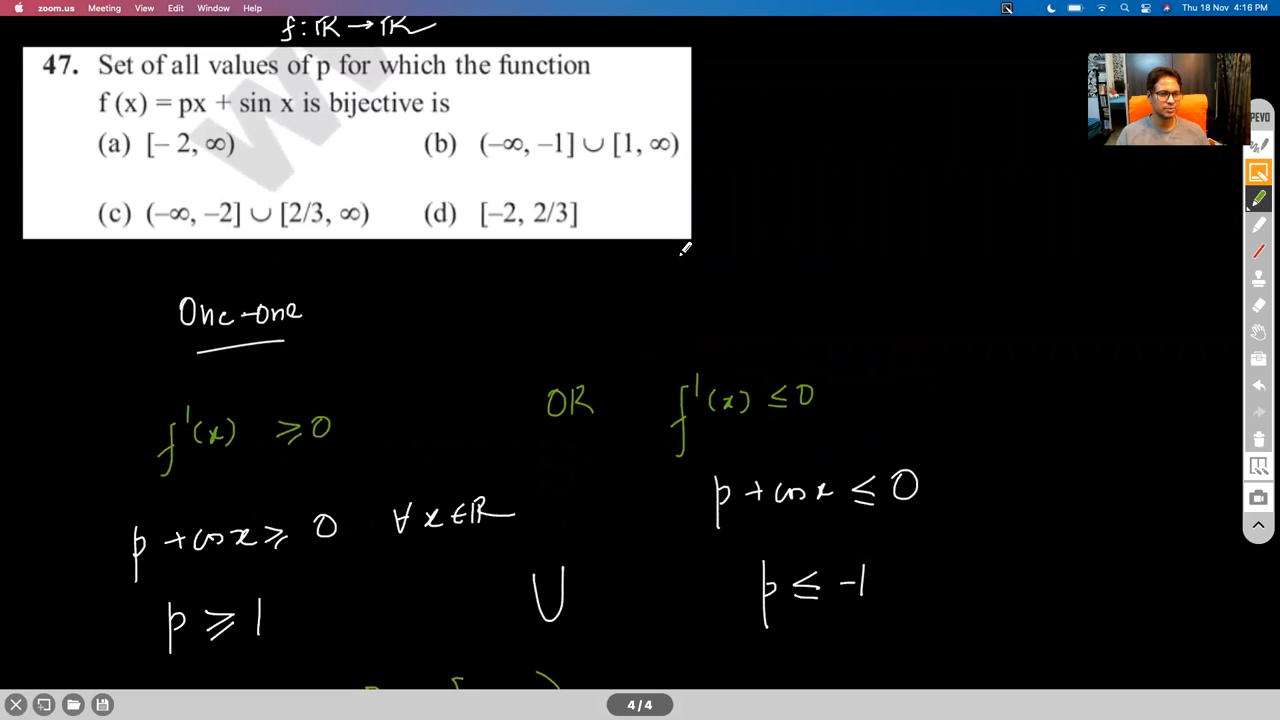 zoom.us Meeting View Edit Window Help Thu 18 Nov 4:16 PM
f : ℝ → ℝ
47. Set of all values of p for which the function
f (x) = px + sin x is bijective is
(a) [– 2, ∞) (b) (–∞, –1] ∪ [1, ∞)
(c) (–∞, –2] ∪ [2/3, ∞) (d) [–2, 2/3]
One-one
f'(x) ≥ 0 OR f'(x) ≤ 0
p + cos x ≥ 0 ∀ x ∈ ℝ p + cos x ≤ 0
p ≥ 1 ∪ p ≤ -1
4 / 4